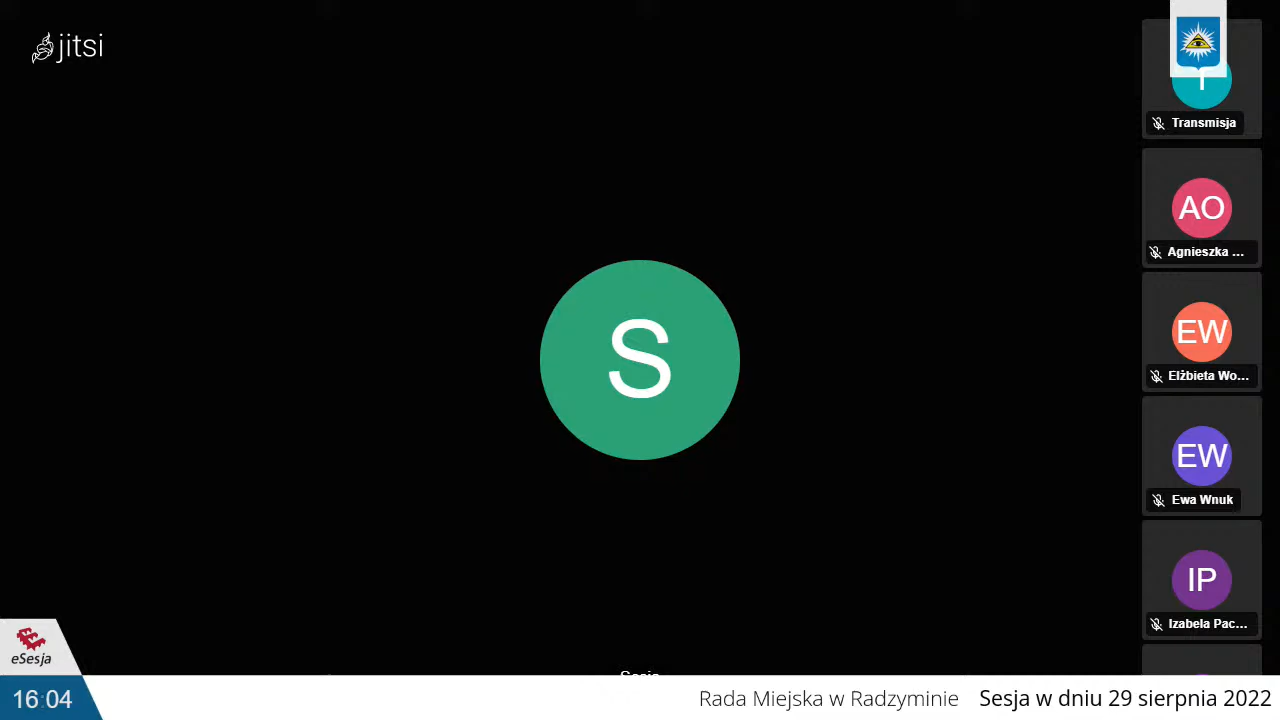 jitsi
T
Transmisja
AO
Agnieszka ...
EW
Elżbieta Wo...
EW
Ewa Wnuk
IP
Izabela Pac...
S
Sesja
eSesja
16:04
Rada Miejska w Radzyminie Sesja w dniu 29 sierpnia 2022